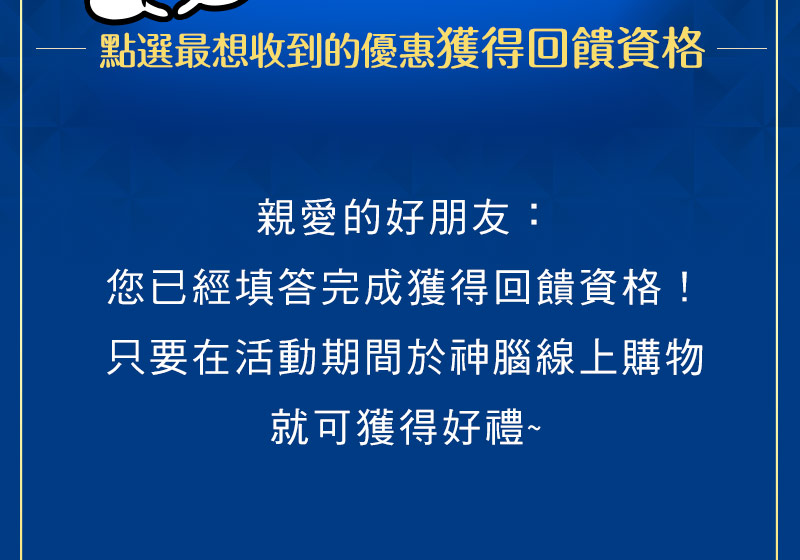 點選最想收到的優惠獲得回饋資格
親愛的好朋友：
您已經填答完成獲得回饋資格！
只要在活動期間於神腦線上購物
就可獲得好禮~